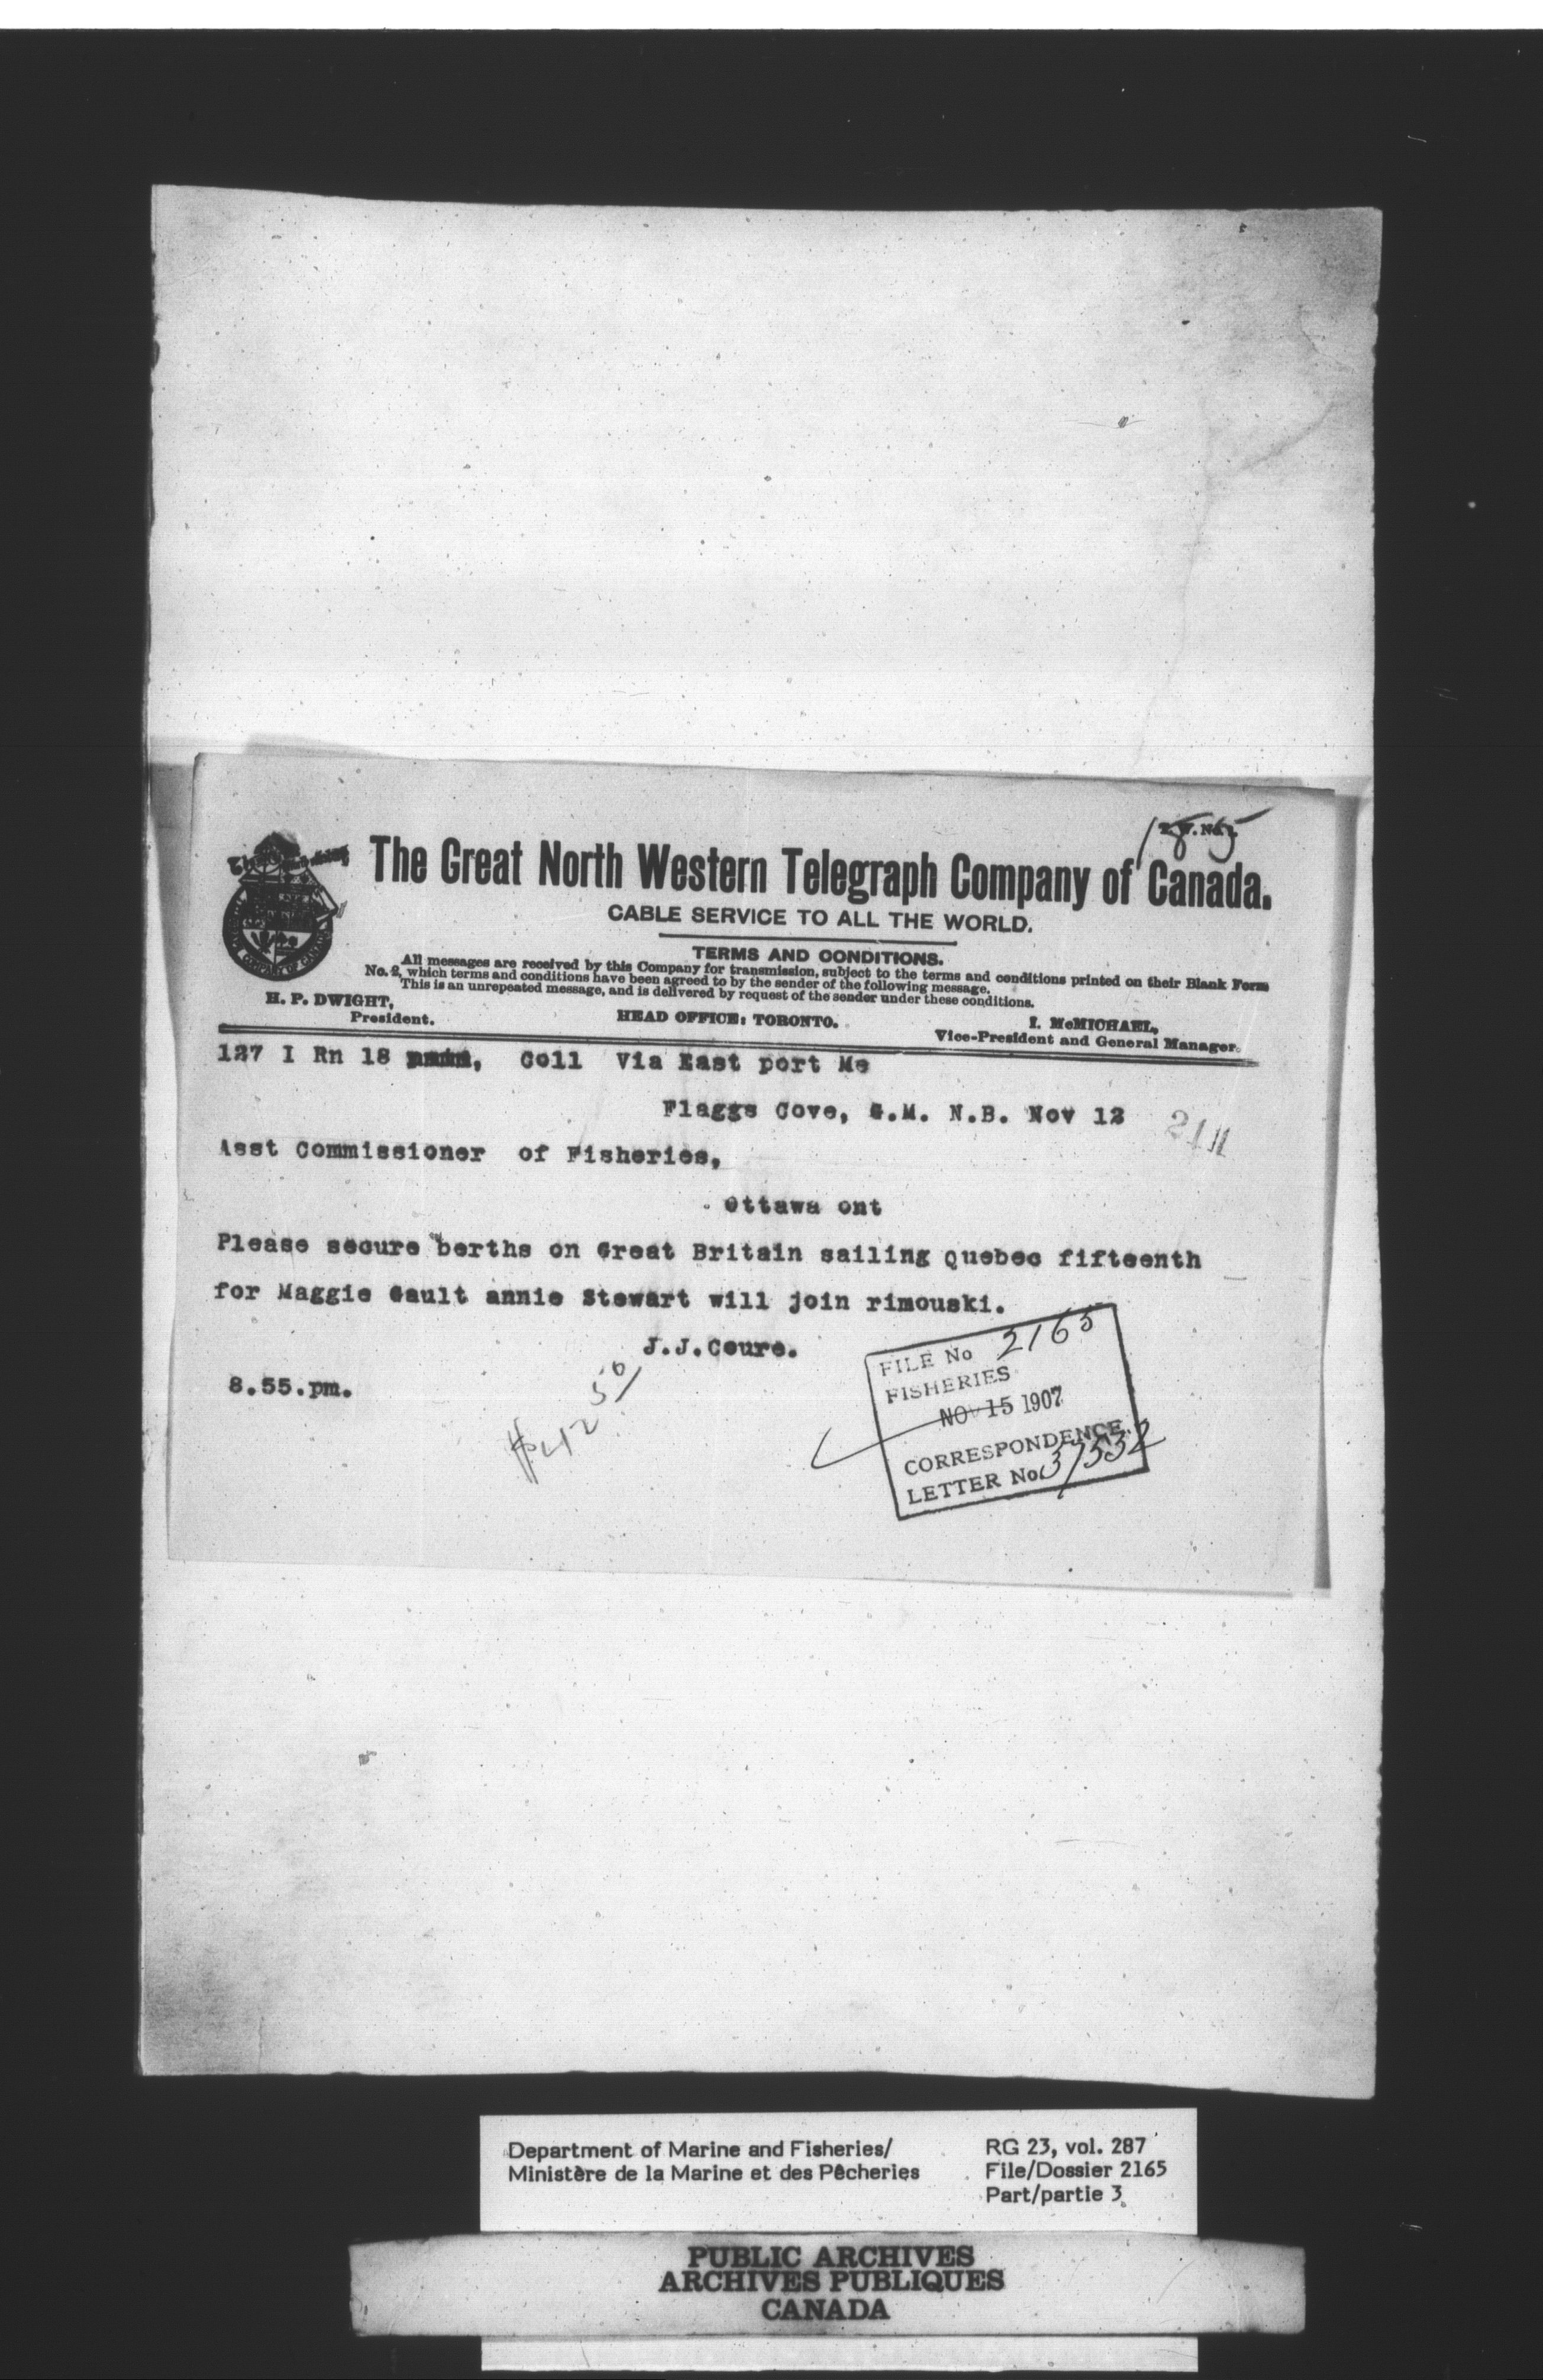 185
The Great North Western Telegraph Company of Canada.
CABLE SERVICE TO ALL THE WORLD.
TERMS AND CONDITIONS.
All messages are received by this Company for transmission, subject to the terms and conditions printed on their Blank Form
No. 2, which terms and conditions have been agreed to by the sender of the following message.
This is an unrepeated message, and is delivered by request of the sender under these conditions.
H. P. DWIGHT,
President.
HEAD OFFICE: TORONTO.
I. McMICHAEL,
Vice-President and General Manager.
127 I Rn 18 , Coll Via East port Me
Flaggs Cove, G.M. N.B. Nov 12
Asst Commissioner of Fisheries,
Ottawa ont
Please secure berths on Great Britain sailing Quebec fifteenth
for Maggie Gault annie Stewart will join rimouski.
J.J.Coure.
8.55.pm.
FILE No 2165
FISHERIES
NOV 15 1907
CORRESPONDENCE.
LETTER No. 37532
Department of Marine and Fisheries/
Ministère de la Marine et des Pêcheries
RG 23, vol. 287
File/Dossier 2165
Part/partie 3
PUBLIC ARCHIVES
ARCHIVES PUBLIQUES
CANADA